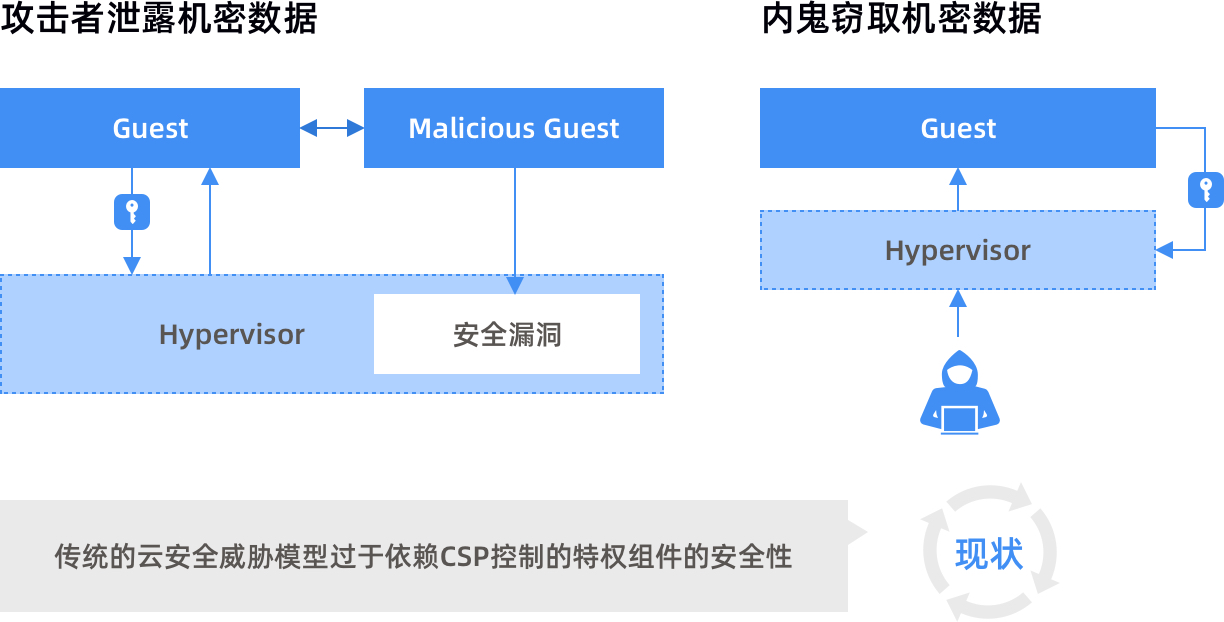 攻击者泄露机密数据
内鬼窃取机密数据
Guest
Malicious Guest
Guest
Hypervisor
Hypervisor
安全漏洞
传统的云安全威胁模型过于依赖CSP控制的特权组件的安全性
现状